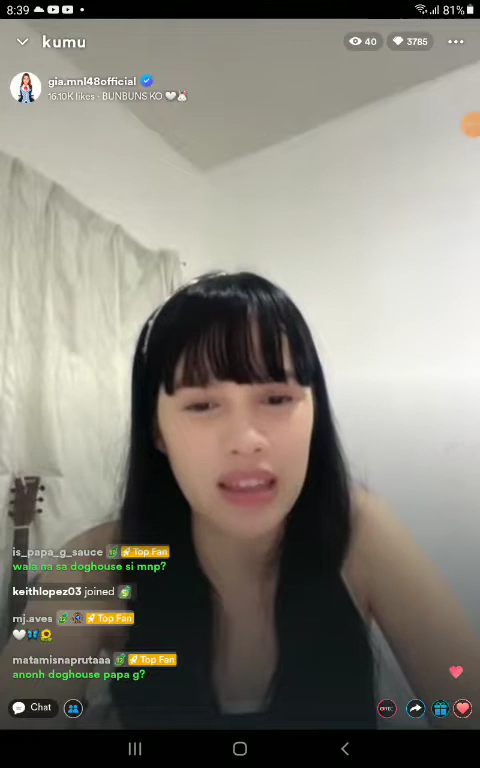 8:39
81%
kumu
40
3785
gia.mnl48official
16.10K likes · BUNBUNS KO
is_papa_g_sauce Top Fan
wala na sa doghouse si mnp?
keithlopez03 joined
mj.aves Top Fan
matamisnaprutaaa Top Fan
anonh doghouse papa g?
Chat